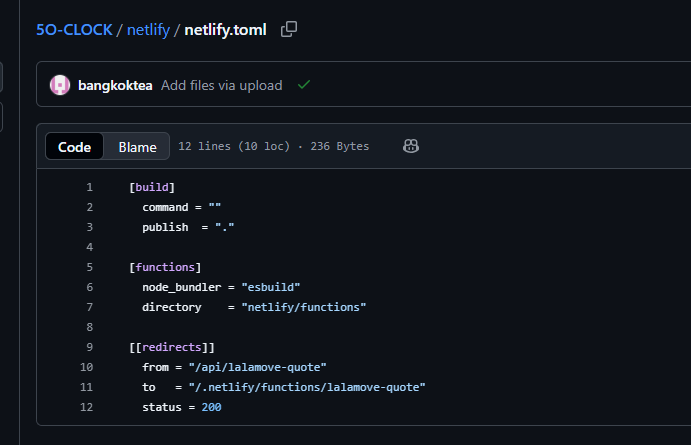 5O-CLOCK / netlify / netlify.toml
bangkoktea Add files via upload
Code Blame 12 lines (10 loc) · 236 Bytes
1 [build]
2 command = ""
3 publish = "."
4
5 [functions]
6 node_bundler = "esbuild"
7 directory = "netlify/functions"
8
9 [[redirects]]
10 from = "/api/lalamove-quote"
11 to = "/.netlify/functions/lalamove-quote"
12 status = 200